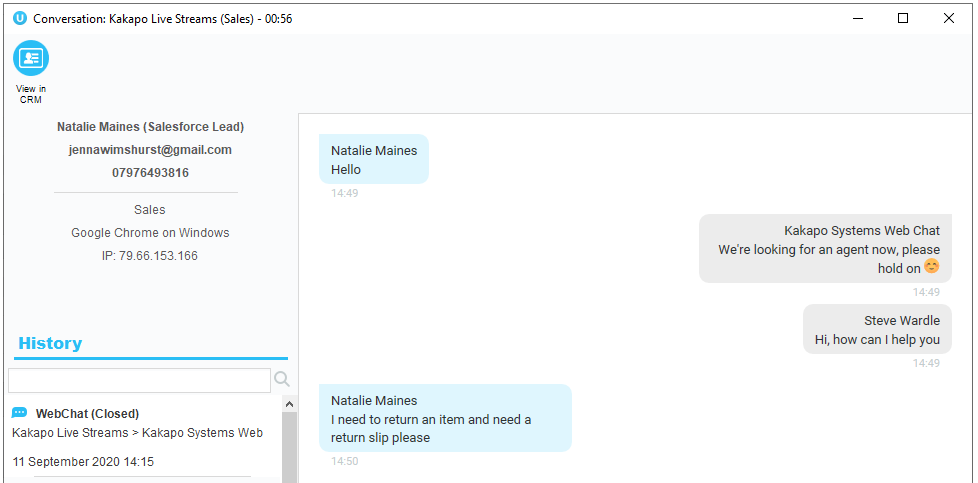 Conversation: Kakapo Live Streams (Sales) - 00:56
View in
CRM
Natalie Maines (Salesforce Lead)
jennawimshurst@gmail.com
07976493816
Sales
Google Chrome on Windows
IP: 79.66.153.166
History
WebChat (Closed)
Kakapo Live Streams > Kakapo Systems Web
11 September 2020 14:15
Natalie Maines
Hello
14:49
Kakapo Systems Web Chat
We're looking for an agent now, please
hold on 😊
14:49
Steve Wardle
Hi, how can I help you
14:49
Natalie Maines
I need to return an item and need a
return slip please
14:50